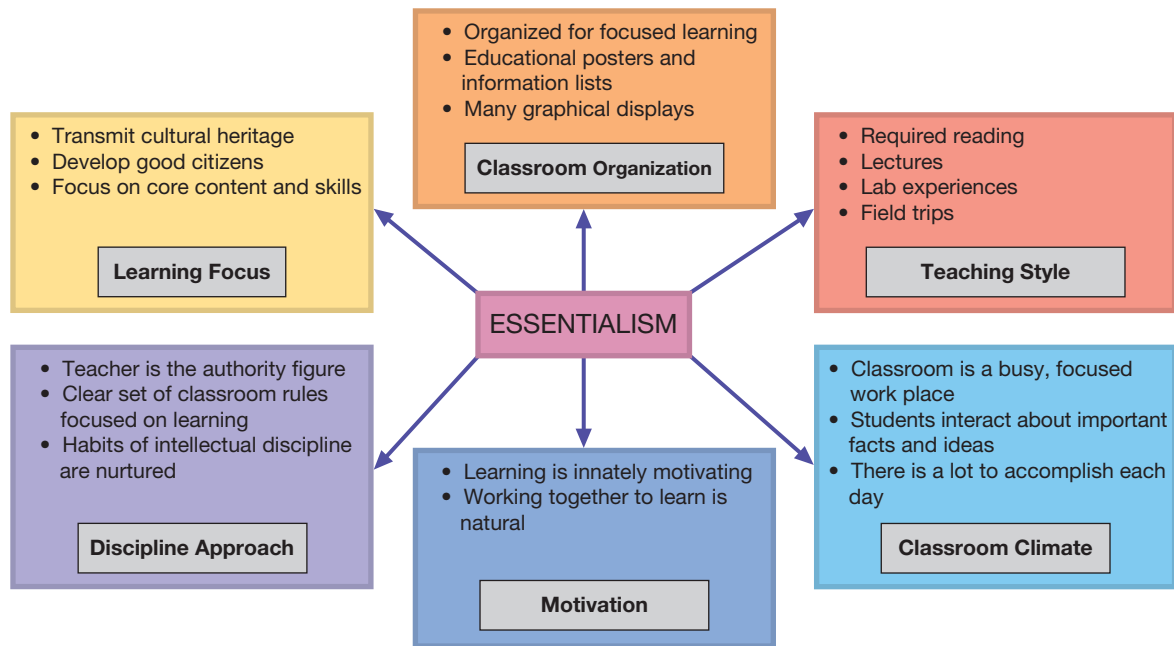 • Organized for focused learning
• Educational posters and
information lists
• Many graphical displays
Classroom Organization
• Transmit cultural heritage
• Develop good citizens
• Focus on core content and skills
Learning Focus
• Required reading
• Lectures
• Lab experiences
• Field trips
Teaching Style
ESSENTIALISM
• Teacher is the authority figure
• Clear set of classroom rules
focused on learning
• Habits of intellectual discipline
are nurtured
Discipline Approach
• Learning is innately motivating
• Working together to learn is
natural
Motivation
• Classroom is a busy, focused
work place
• Students interact about important
facts and ideas
• There is a lot to accomplish each
day
Classroom Climate